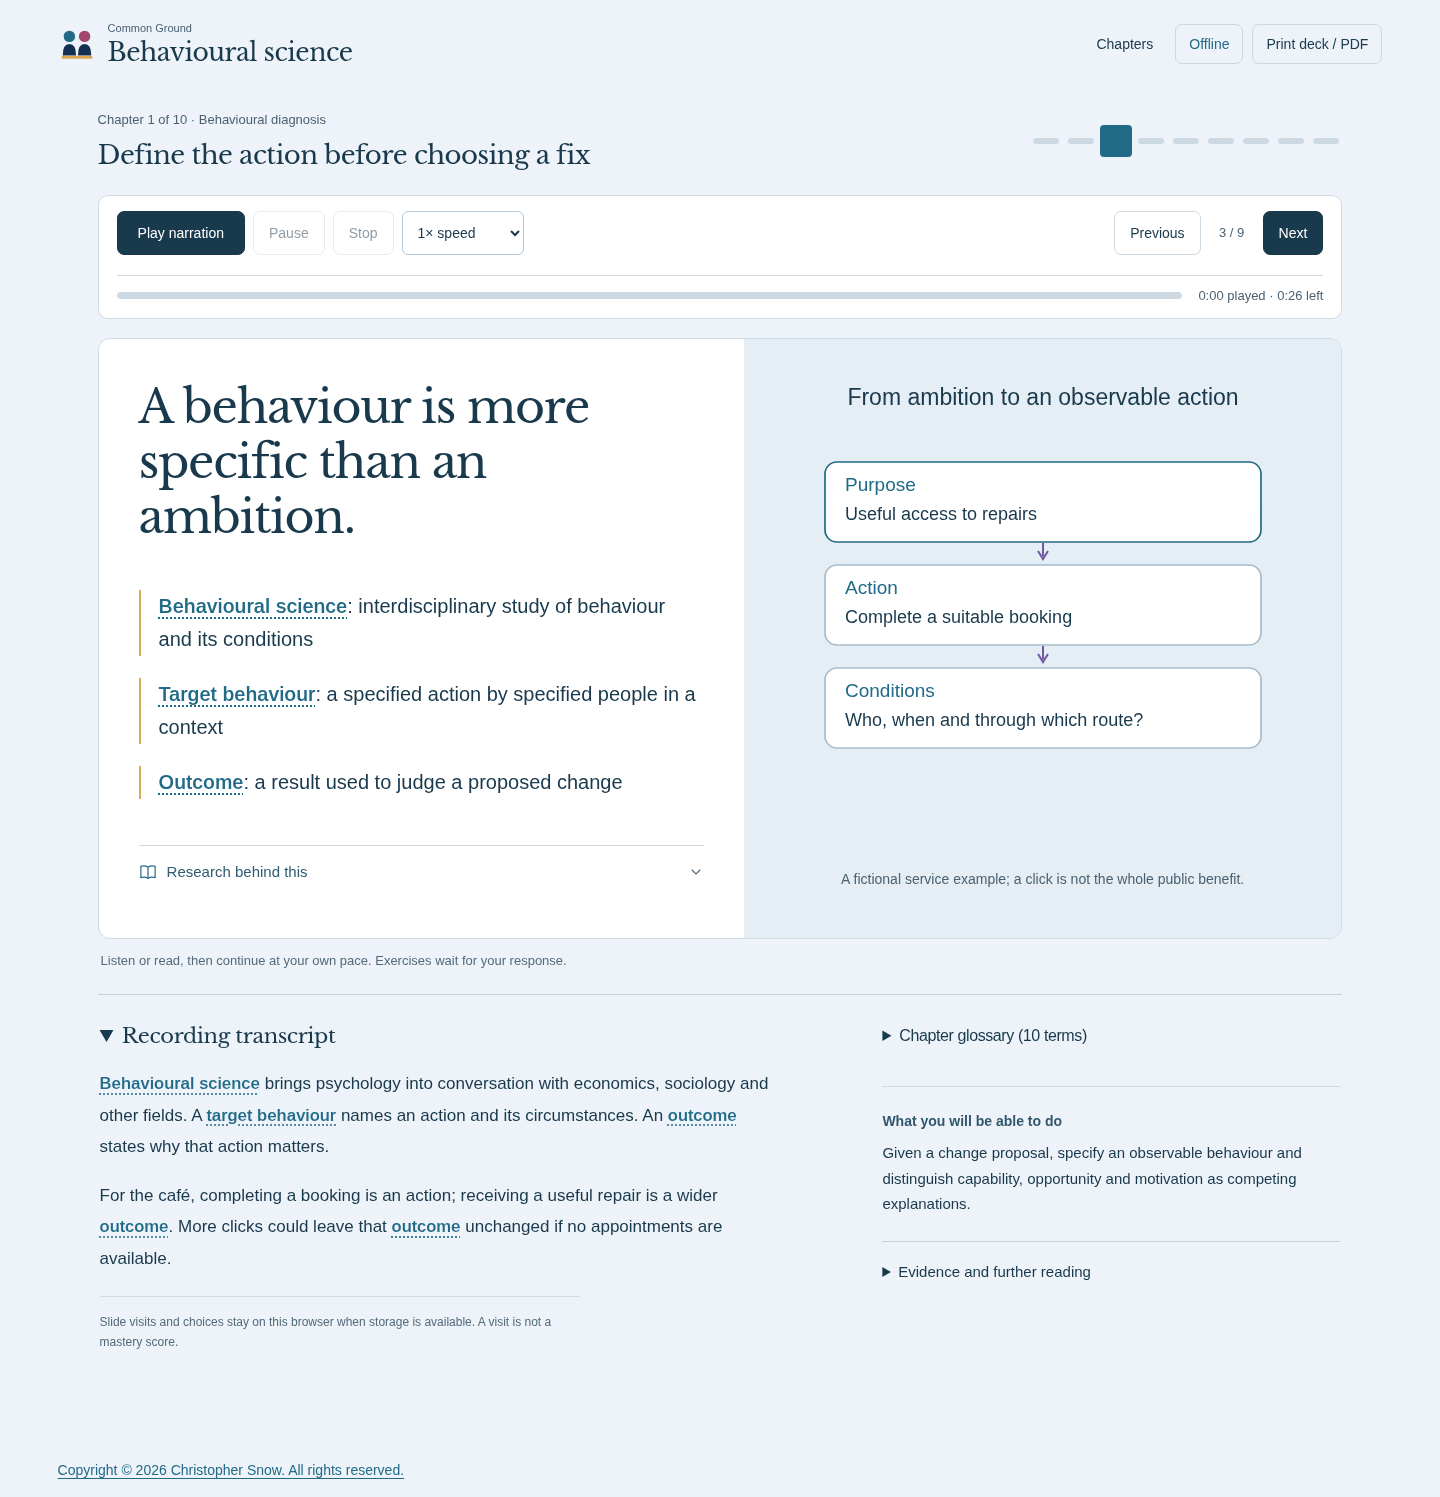 Common Ground
Behavioural science
Chapters
Offline
Print deck / PDF
Chapter 1 of 10 · Behavioural diagnosis
Define the action before choosing a fix
Play narration
Pause
Stop
1× speed
Previous
3 / 9
Next
0:00 played · 0:26 left
A behaviour is more
specific than an
ambition.
Behavioural science: interdisciplinary study of behaviour
and its conditions
Target behaviour: a specified action by specified people in a
context
Outcome: a result used to judge a proposed change
Research behind this
From ambition to an observable action
Purpose
Useful access to repairs
Action
Complete a suitable booking
Conditions
Who, when and through which route?
A fictional service example; a click is not the whole public benefit.
Listen or read, then continue at your own pace. Exercises wait for your response.
Recording transcript
Behavioural science brings psychology into conversation with economics, sociology and
other fields. A target behaviour names an action and its circumstances. An outcome
states why that action matters.
For the café, completing a booking is an action; receiving a useful repair is a wider
outcome. More clicks could leave that outcome unchanged if no appointments are
available.
Slide visits and choices stay on this browser when storage is available. A visit is not a
mastery score.
Chapter glossary (10 terms)
What you will be able to do
Given a change proposal, specify an observable behaviour and
distinguish capability, opportunity and motivation as competing
explanations.
Evidence and further reading
Copyright © 2026 Christopher Snow. All rights reserved.